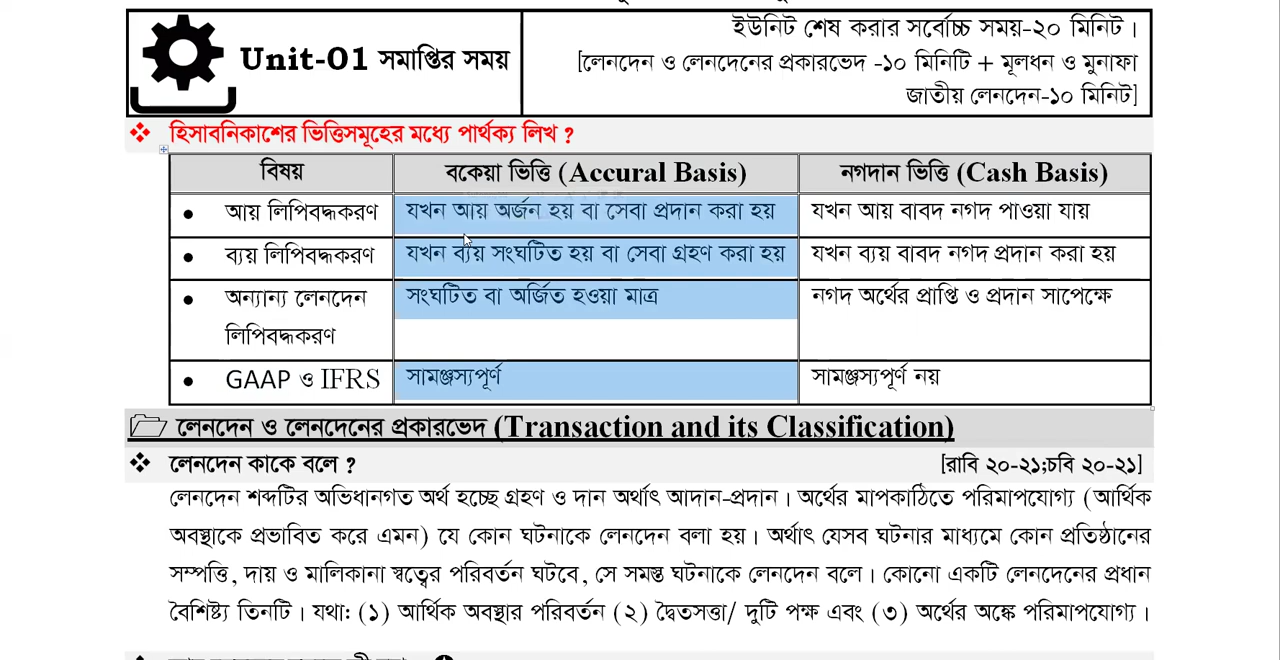 Unit-01 সমাপ্তির সময়
ইউনিট শেষ করার সর্বোচ্চ সময়-২০ মিনিট।
[লেনদেন ও লেনদেনের প্রকারভেদ -১০ মিনিটি + মূলধন ও মুনাফা
জাতীয় লেনদেন-১০ মিনিট]
❖ হিসাবনিকাশের ভিত্তিসমূহের মধ্যে পার্থক্য লিখ ?
বিষয় বকেয়া ভিত্তি (Accural Basis) নগদান ভিত্তি (Cash Basis)
● আয় লিপিবদ্ধকরণ যখন আয় অর্জন হয় বা সেবা প্রদান করা হয় যখন আয় বাবদ নগদ পাওয়া যায়
● ব্যয় লিপিবদ্ধকরণ যখন ব্যয় সংঘটিত হয় বা সেবা গ্রহণ করা হয় যখন ব্যয় বাবদ নগদ প্রদান করা হয়
● অন্যান্য লেনদেন সংঘটিত বা অর্জিত হওয়া মাত্র নগদ অর্থের প্রাপ্তি ও প্রদান সাপেক্ষে
লিপিবদ্ধকরণ
● GAAP ও IFRS সামঞ্জস্যপূর্ণ সামঞ্জস্যপূর্ণ নয়
লেনদেন ও লেনদেনের প্রকারভেদ (Transaction and its Classification)
❖ লেনদেন কাকে বলে ? [রাবি ২০-২১;চবি ২০-২১]
লেনদেন শব্দটির অভিধানগত অর্থ হচ্ছে গ্রহণ ও দান অর্থাৎ আদান-প্রদান। অর্থের মাপকাঠিতে পরিমাপযোগ্য (আর্থিক
অবস্থাকে প্রভাবিত করে এমন) যে কোন ঘটনাকে লেনদেন বলা হয়। অর্থাৎ যেসব ঘটনার মাধ্যমে কোন প্রতিষ্ঠানের
সম্পত্তি, দায় ও মালিকানা স্বত্বের পরিবর্তন ঘটবে, সে সমস্ত ঘটনাকে লেনদেন বলে। কোনো একটি লেনদেনের প্রধান
বৈশিষ্ট্য তিনটি। যথা: (১) আর্থিক অবস্থার পরিবর্তন (২) দ্বৈতসত্তা/ দুটি পক্ষ এবং (৩) অর্থের অঙ্কে পরিমাপযোগ্য।